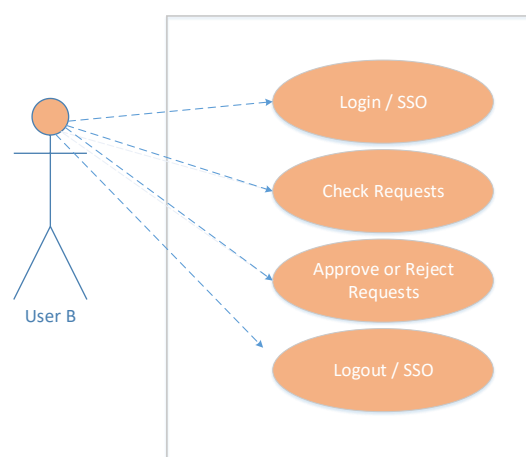 Login / SSO
Check Requests
Approve or Reject
Requests
User B
Logout / SSO